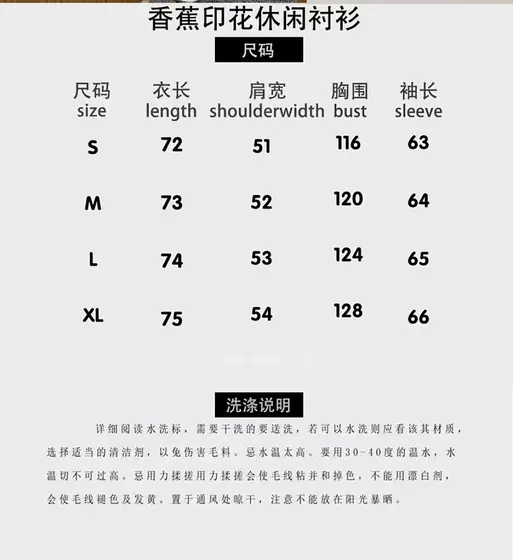 香蕉印花休闲衬衫
尺码
尺码 衣长 肩宽 胸围 袖长
size length shoulderwidth bust sleeve
S 72 51 116 63
M 73 52 120 64
L 74 53 124 65
XL 75 54 128 66
洗涤说明
详细阅读水洗标，需要干洗的要送洗，若可以水洗则应看该其材质，
选择适当的清洁剂，以免伤害毛料。忌水温太高。要用30-40度的温水，水
温切不可过高。忌用力揉搓用力揉搓会使毛线粘并和掉色，不能用漂白剂，
会使毛线褪色及发黄。置于通风处晾干，注意不能放在阳光暴晒。